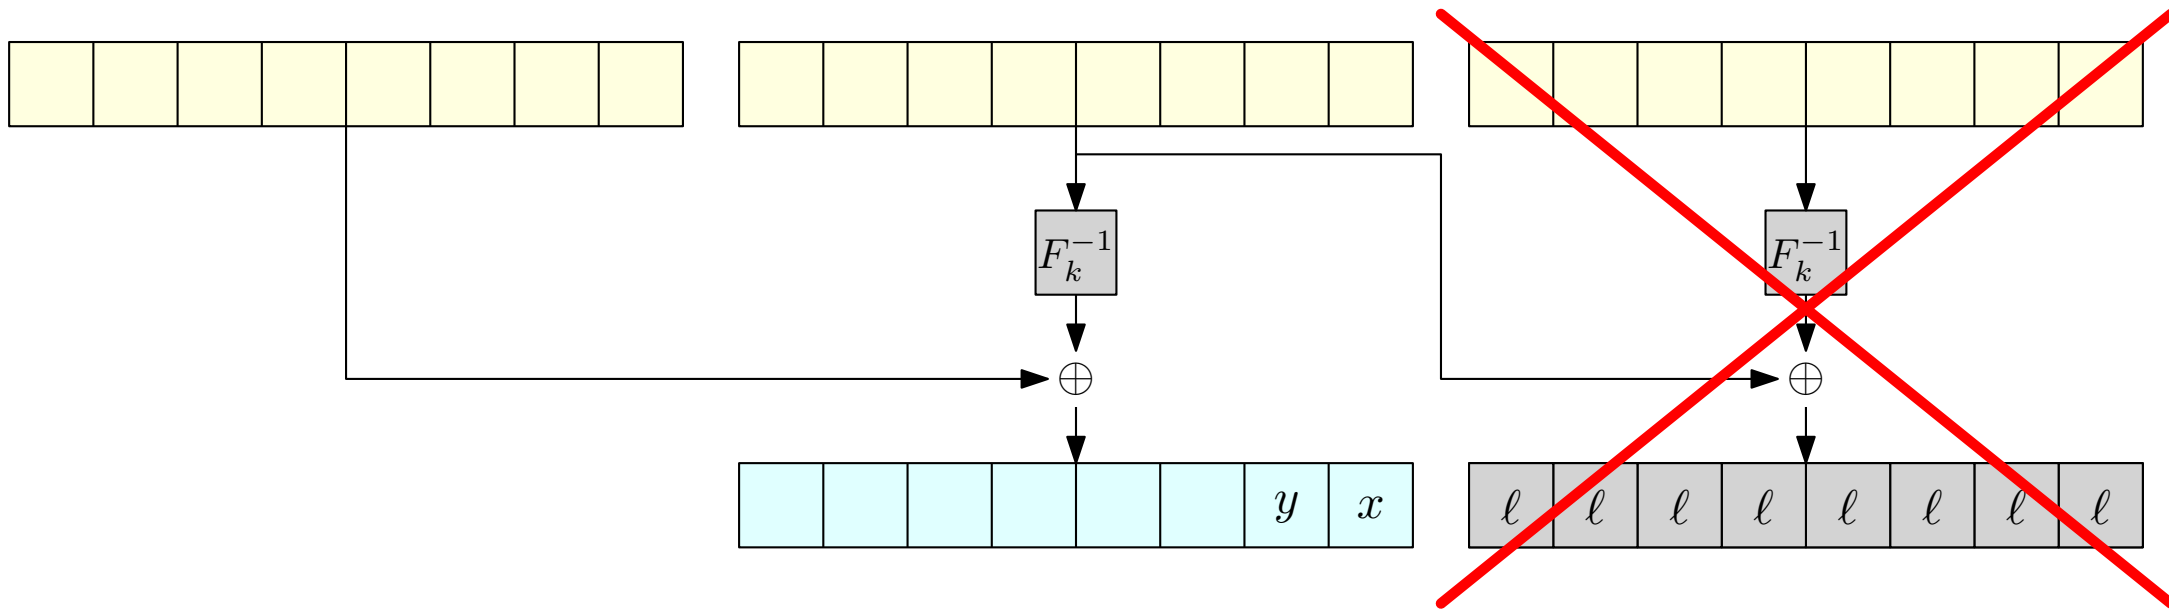 F_k^{-1} F_k^{-1}
⊕ ⊕
y x ℓ ℓ ℓ ℓ ℓ ℓ ℓ ℓ